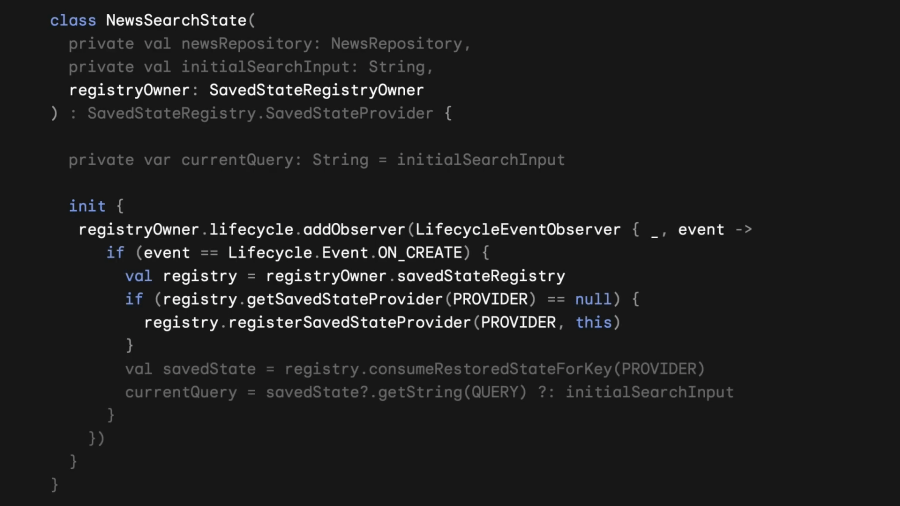 class NewsSearchState(
  private val newsRepository: NewsRepository,
  private val initialSearchInput: String,
  registryOwner: SavedStateRegistryOwner
) : SavedStateRegistry.SavedStateProvider {

  private var currentQuery: String = initialSearchInput

  init {
   registryOwner.lifecycle.addObserver(LifecycleEventObserver { _, event ->
      if (event == Lifecycle.Event.ON_CREATE) {
        val registry = registryOwner.savedStateRegistry
        if (registry.getSavedStateProvider(PROVIDER) == null) {
          registry.registerSavedStateProvider(PROVIDER, this)
        }
        val savedState = registry.consumeRestoredStateForKey(PROVIDER)
        currentQuery = savedState?.getString(QUERY) ?: initialSearchInput
      }
    })
  }
}